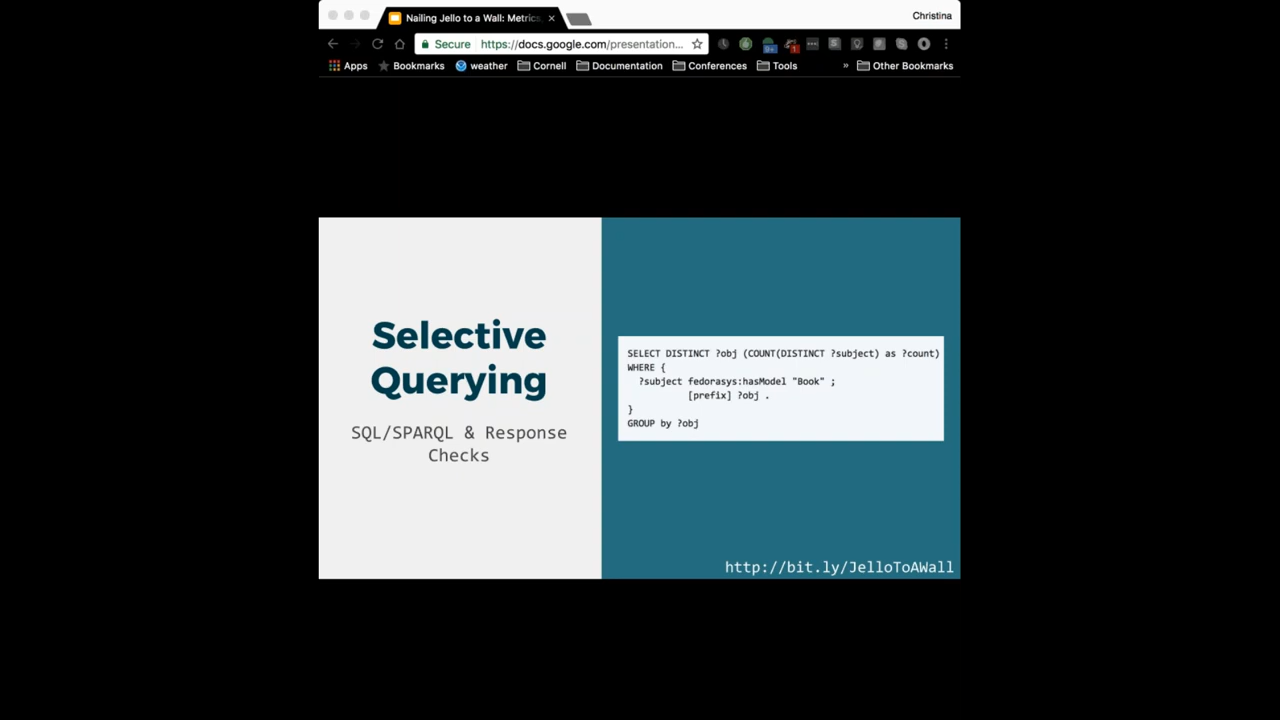 Nailing Jello to a Wall: Metrics,
Christina
Secure https://docs.google.com/presentation...
Apps Bookmarks weather Cornell Documentation Conferences Tools » Other Bookmarks
Selective
Querying
SQL/SPARQL & Response
Checks
SELECT DISTINCT ?obj (COUNT(DISTINCT ?subject) as ?count)
WHERE {
?subject fedorasys:hasModel "Book" ;
[prefix] ?obj .
}
GROUP by ?obj
http://bit.ly/JelloToAWall